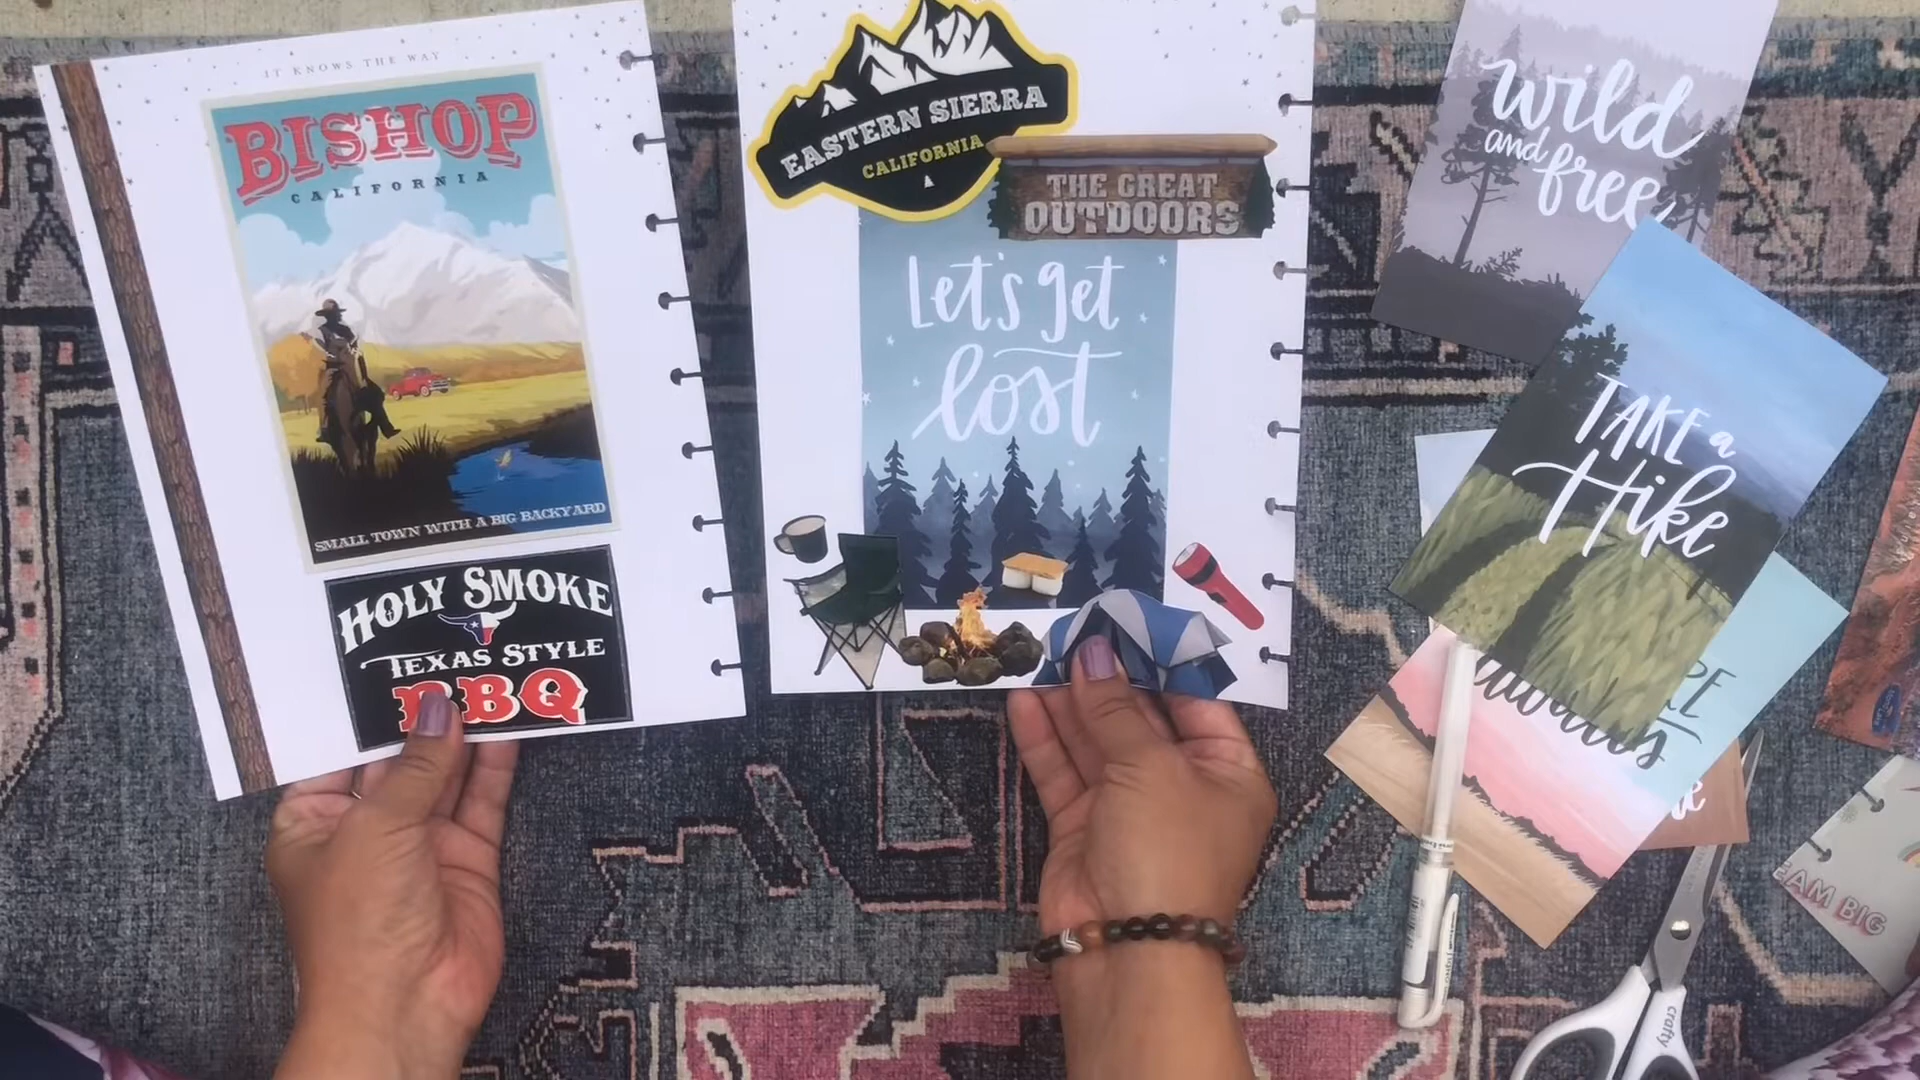 IT KNOWS THE WAY
BISHOP
CALIFORNIA
SMALL TOWN WITH A BIG BACKYARD
HOLY SMOKE
TEXAS STYLE
BBQ
EASTERN SIERRA
CALIFORNIA
THE GREAT
OUTDOORS
Let's get
lost
wild
and free
TAKE a
Hike
BIG
crafty